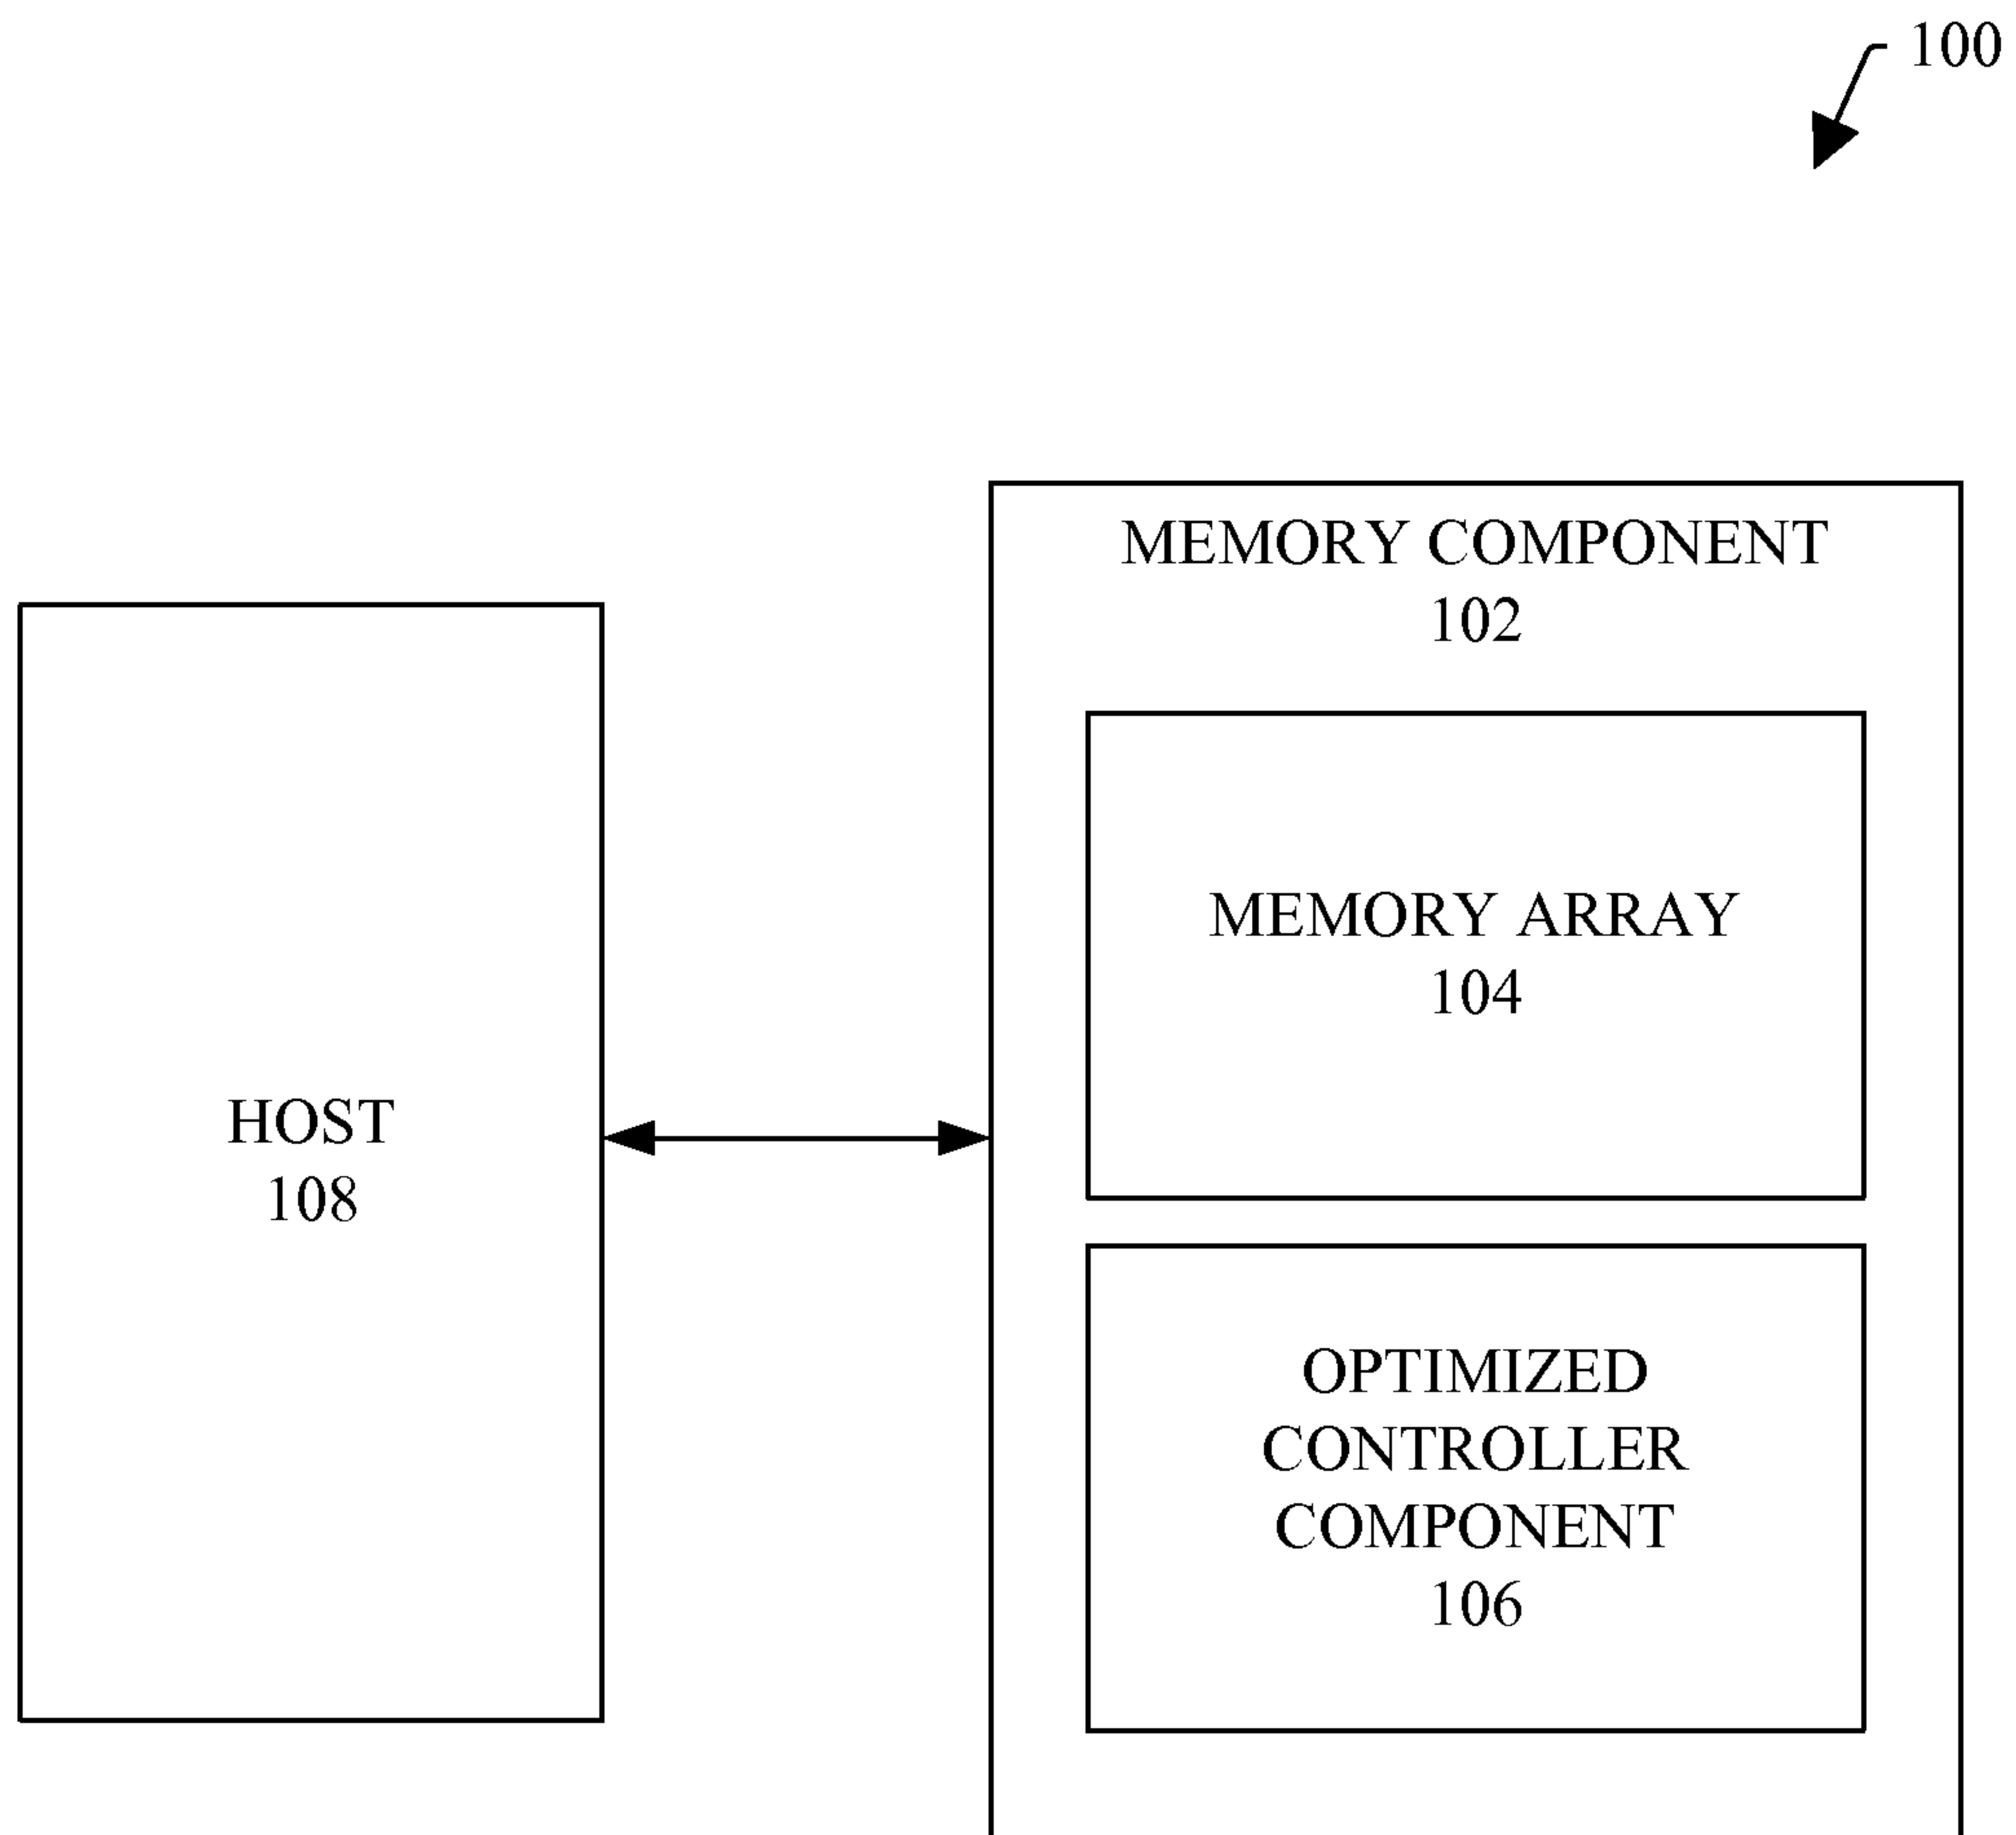 100
MEMORY COMPONENT
102
MEMORY ARRAY
104
HOST
108
OPTIMIZED
CONTROLLER
COMPONENT
106